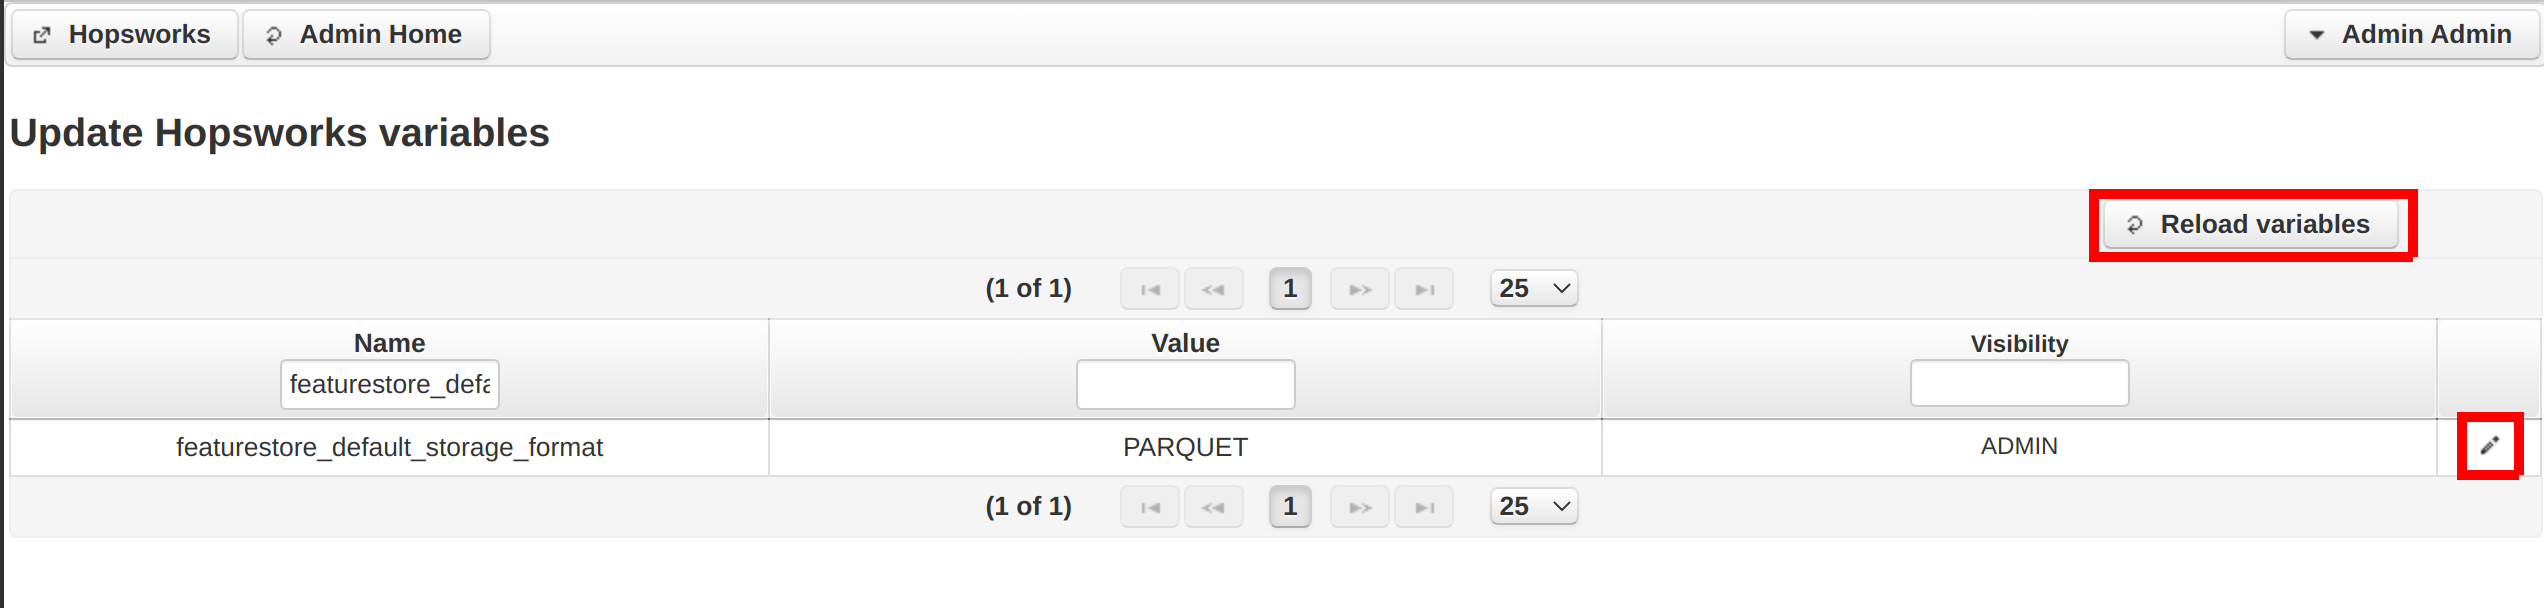 Hopsworks Admin Home Admin Admin
Update Hopsworks variables
Reload variables
(1 of 1) 1 25
Name Value Visibility
featurestore_defa
featurestore_default_storage_format PARQUET ADMIN
(1 of 1) 1 25